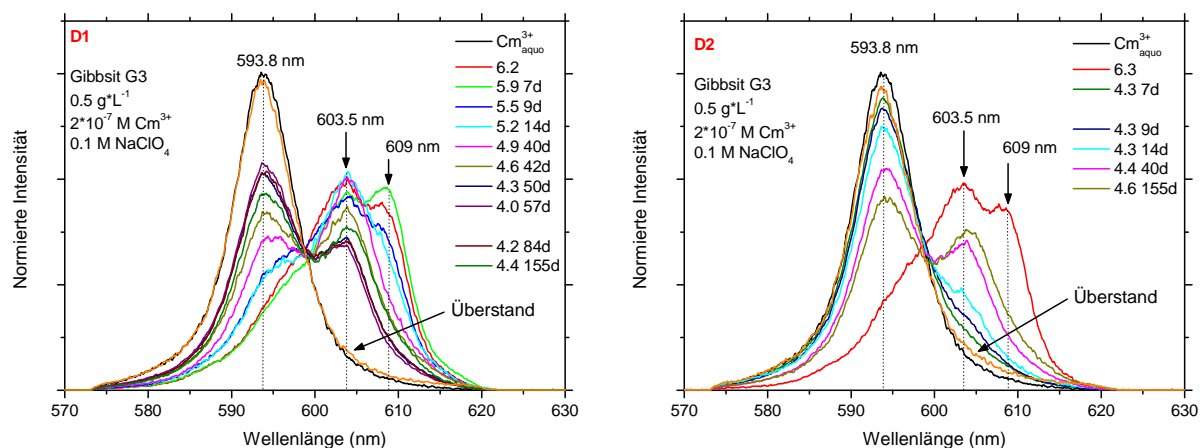 D1
Gibbsit G3
0.5 g*L⁻¹
2*10⁻⁷ M Cm³⁺
0.1 M NaClO₄
593.8 nm
603.5 nm
609 nm
Cm³⁺aquo
6.2
5.9 7d
5.5 9d
5.2 14d
4.9 40d
4.6 42d
4.3 50d
4.0 57d
4.2 84d
4.4 155d
Überstand
Normierte Intensität
570 580 590 600 610 620 630
Wellenlänge (nm)
D2
Gibbsit G3
0.5 g*L⁻¹
2*10⁻⁷ M Cm³⁺
0.1 M NaClO₄
593.8 nm
603.5 nm
609 nm
Cm³⁺aquo
6.3
4.3 7d
4.3 9d
4.3 14d
4.4 40d
4.6 155d
Überstand
Normierte Intensität
570 580 590 600 610 620 630
Wellenlänge (nm)